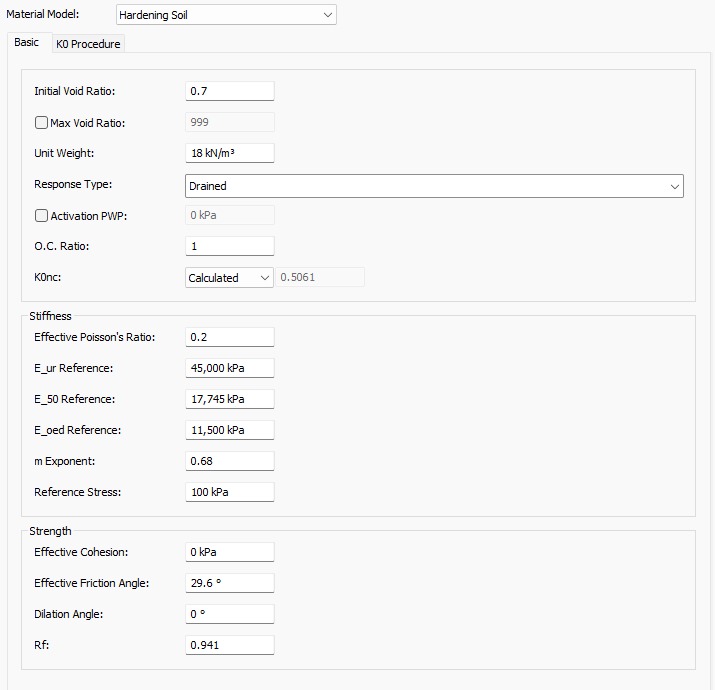 Material Model: Hardening Soil
Basic K0 Procedure
Initial Void Ratio: 0.7
Max Void Ratio: 999
Unit Weight: 18 kN/m³
Response Type: Drained
Activation PWP: 0 kPa
O.C. Ratio: 1
K0nc: Calculated 0.5061
Stiffness
Effective Poisson's Ratio: 0.2
E_ur Reference: 45,000 kPa
E_50 Reference: 17,745 kPa
E_oed Reference: 11,500 kPa
m Exponent: 0.68
Reference Stress: 100 kPa
Strength
Effective Cohesion: 0 kPa
Effective Friction Angle: 29.6 °
Dilation Angle: 0 °
Rf: 0.941